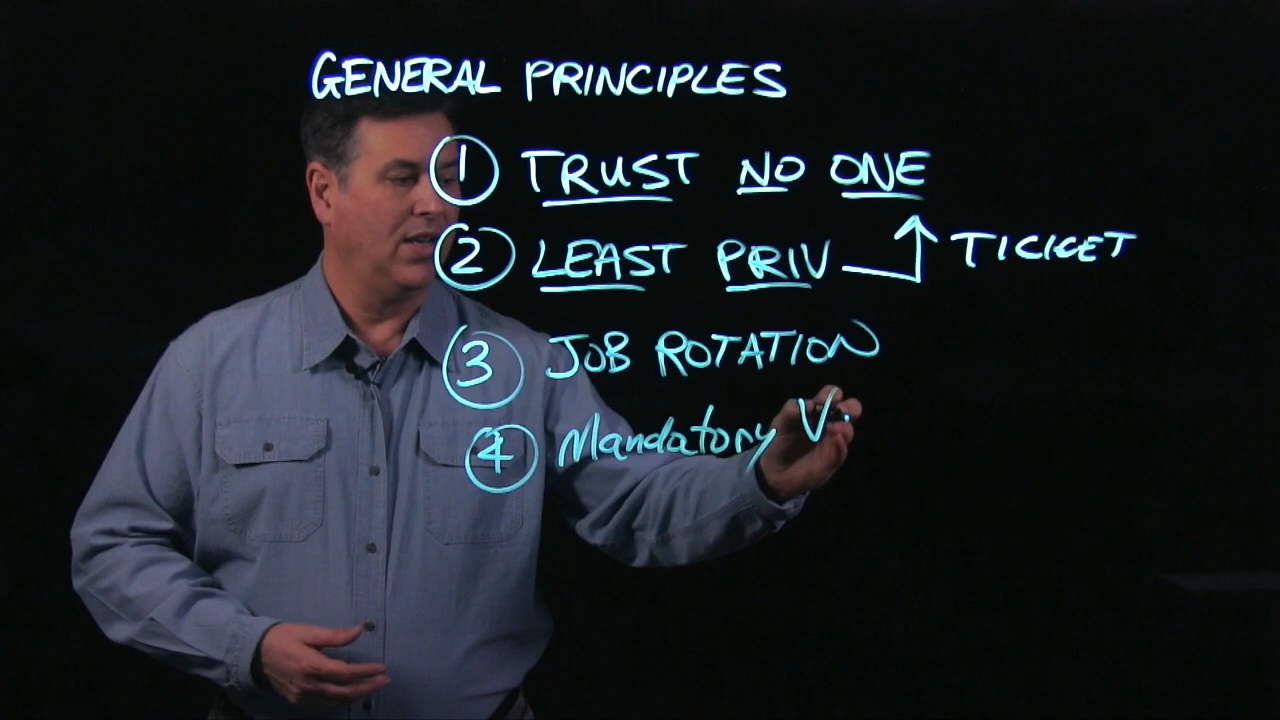 GENERAL PRINCIPLES
1 TRUST NO ONE
2 LEAST PRIV TICKET
3 JOB ROTATION
4 Mandatory V